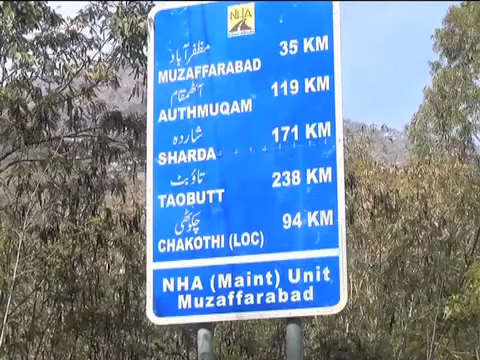 NHA
مظفرآباد
35 KM
MUZAFFARABAD
آٹھمقام
119 KM
AUTHMUQAM
شاردہ
171 KM
SHARDA
تاؤبٹ
238 KM
TAOBUTT
چکوٹھی
94 KM
CHAKOTHI (LOC)
NHA (Maint) Unit
Muzaffarabad